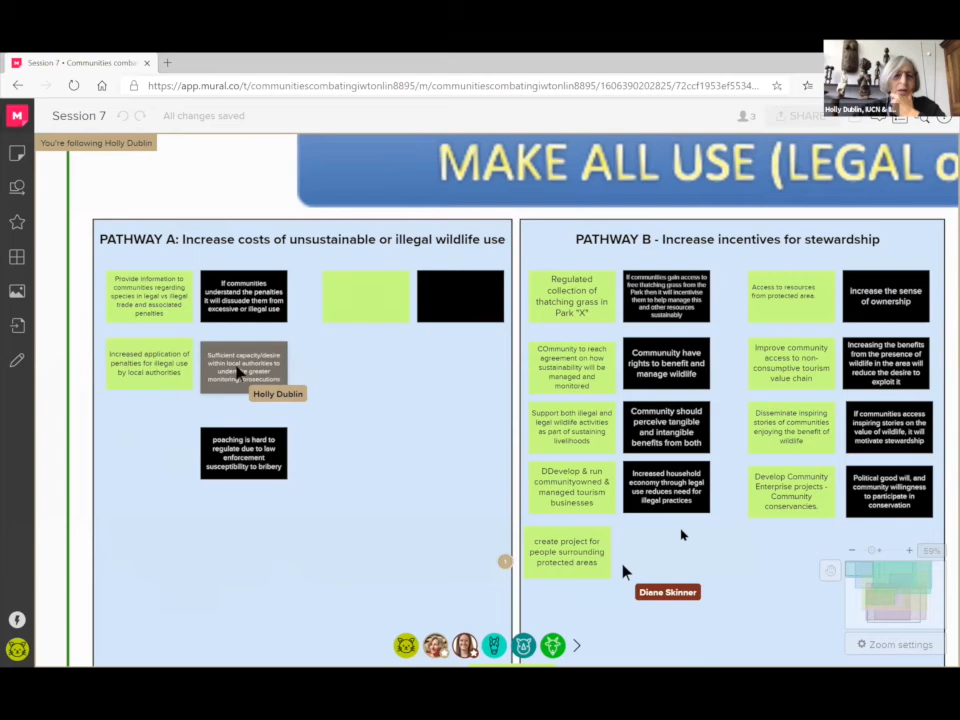 Session 7 • Communities comba
https://app.mural.co/t/communitiescombatingiwtonlin8895/m/communitiescombatingiwtonlin8895/1606390202825/72ccf1953ef5534...
Holly Dublin, IUCN &
Session 7
All changes saved
3
SHARE
You're following Holly Dublin
MAKE ALL USE (LEGAL o
PATHWAY A: Increase costs of unsustainable or illegal wildlife use
Provide information to
communities regarding
species in legal vs illegal
trade and associated
penalties
If communities
understand the penalties
it will dissuade them from
excessive or illegal use
Increased application of
penalties for illegal use
by local authorities
Sufficient capacity/desire
within local authorities to
greater
Holly Dublin
poaching is hard to
regulate due to law
enforcement
susceptibility to bribery
PATHWAY B - Increase incentives for stewardship
Regulated
collection of
thatching grass in
Park "X"
If communities gain access to
free thatching grass from the
Park then it will incentivise
them to help manage this
and other resources
sustainably
Access to resources
from protected area.
increase the sense
of ownership
COmmunity to reach
agreement on how
sustainability will be
managed and
monitored
Community have
rights to benefit and
manage wildlife
Improve community
access to non-
consumptive tourism
value chain
Increasing the benefits
from the presence of
wildlife in the area will
reduce the desire to
exploit it
Support both illegal and
legal wildlife activities
as part of sustaining
livelihoods
Community should
perceive tangible
and intangible
benefits from both
Disseminate inspiring
stories of communities
enjoying the benefit of
wildlife
If communities access
inspiring stories on the
value of wildlife, it will
motivate stewardship
DDevelop & run
communityowned &
managed tourism
businesses
Increased household
economy through legal
use reduces need for
illegal practices
Develop Community
Enterprise projects -
Community
conservancies.
Political good will, and
community willingness
to participate in
conservation
create project for
people surrounding
protected areas
Diane Skinner
59%
Zoom settings